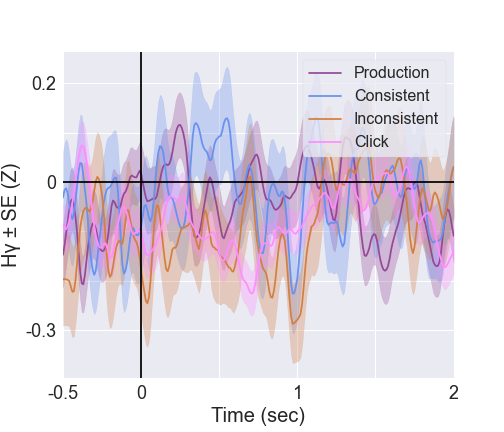 Production
Consistent
Inconsistent
Click
0.2
0
-0.3
Hγ ± SE (Z)
-0.5
0
1
2
Time (sec)